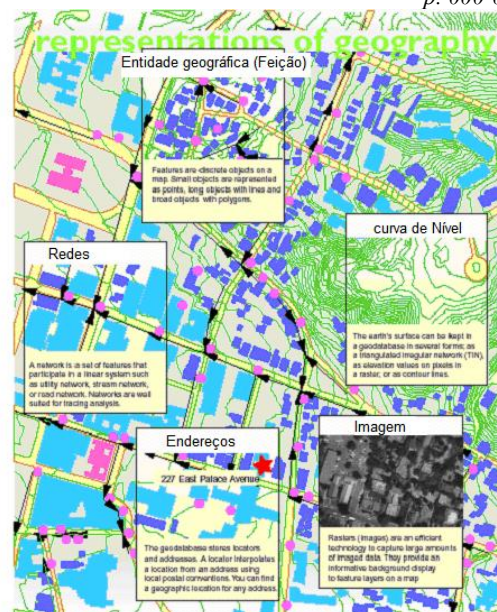 representations of geography
Entidade geográfica (Feição)
Features are discrete objects on a
map. Small objects are represented
as points, long objects with lines and
broad objects with polygons.
curva de Nível
The earth's surface can be kept in
a geodatabase in several forms; as
a triangulated irregular network (TIN),
as elevation values on pixels in
a raster, or as contour lines.
Redes
A network is a set of features that
participate in a linear system such
as utility network, stream network,
or road network. Networks are well
suited for tracing analysis.
Endereços
227 East Palace Avenue
The geodatabase stores locators
and addresses. A locator interpolates
a location from an address using
local postal conventions. You can find
a geographic location for any address.
Imagem
Rasters (images) are an efficient
technology to capture large amounts
of imaged data. They provide an
informative background display
to feature layers on a map